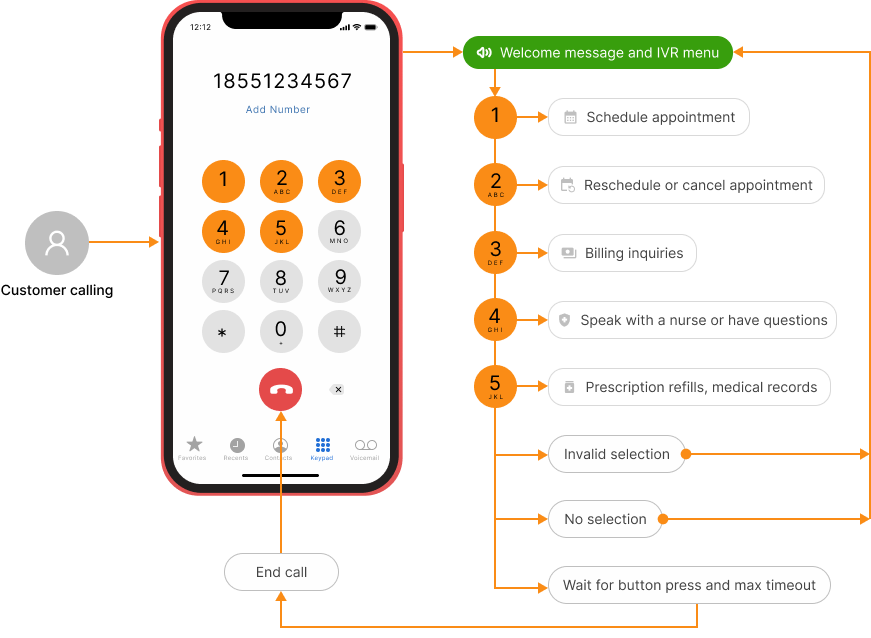 12:12
18551234567
Add Number
1
2
ABC
3
DEF
4
GHI
5
JKL
6
MNO
7
PQRS
8
TUV
9
WXYZ
*
0
+
#
Favorites
Recents
Contacts
Keypad
Voicemail
Customer calling
End call
Welcome message and IVR menu
1
Schedule appointment
2
ABC
Reschedule or cancel appointment
3
DEF
Billing inquiries
4
GHI
Speak with a nurse or have questions
5
JKL
Prescription refills, medical records
Invalid selection
No selection
Wait for button press and max timeout